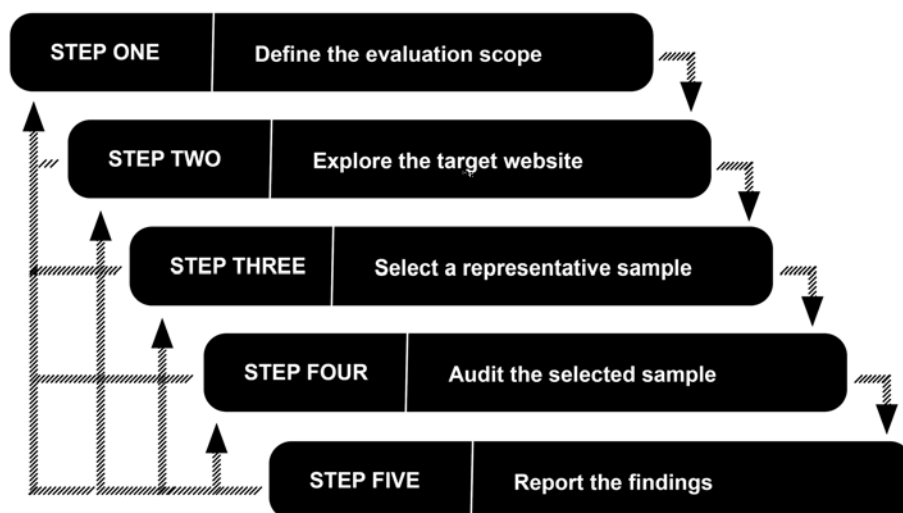 STEP ONE Define the evaluation scope
STEP TWO Explore the target website
STEP THREE Select a representative sample
STEP FOUR Audit the selected sample
STEP FIVE Report the findings